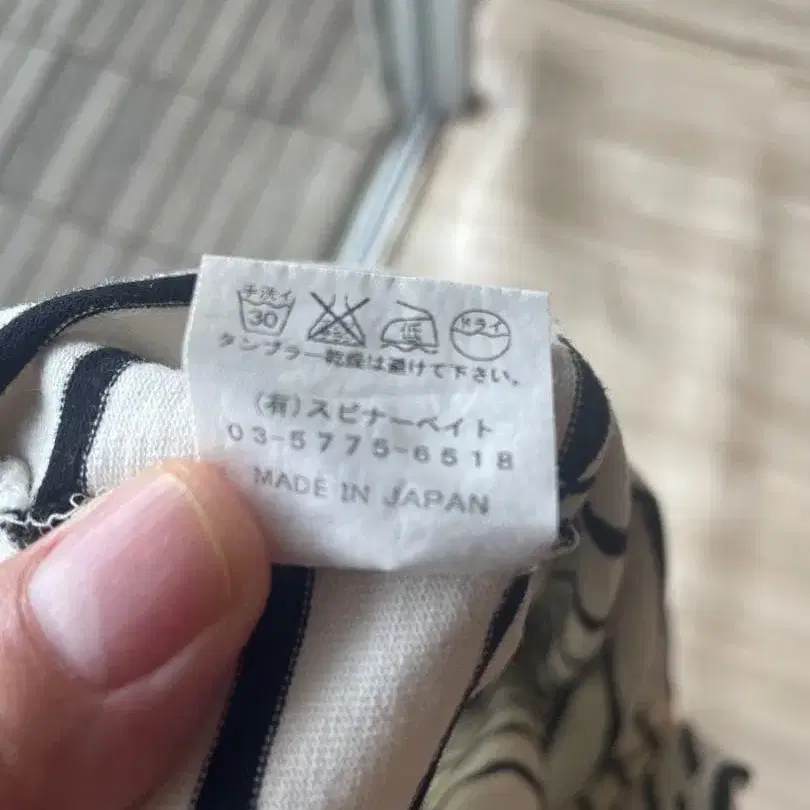 手洗イ 30 低 ドライ
タンブラー乾燥は避けて下さい。
(有)スピナーベイト
03-5775-6518
MADE IN JAPAN